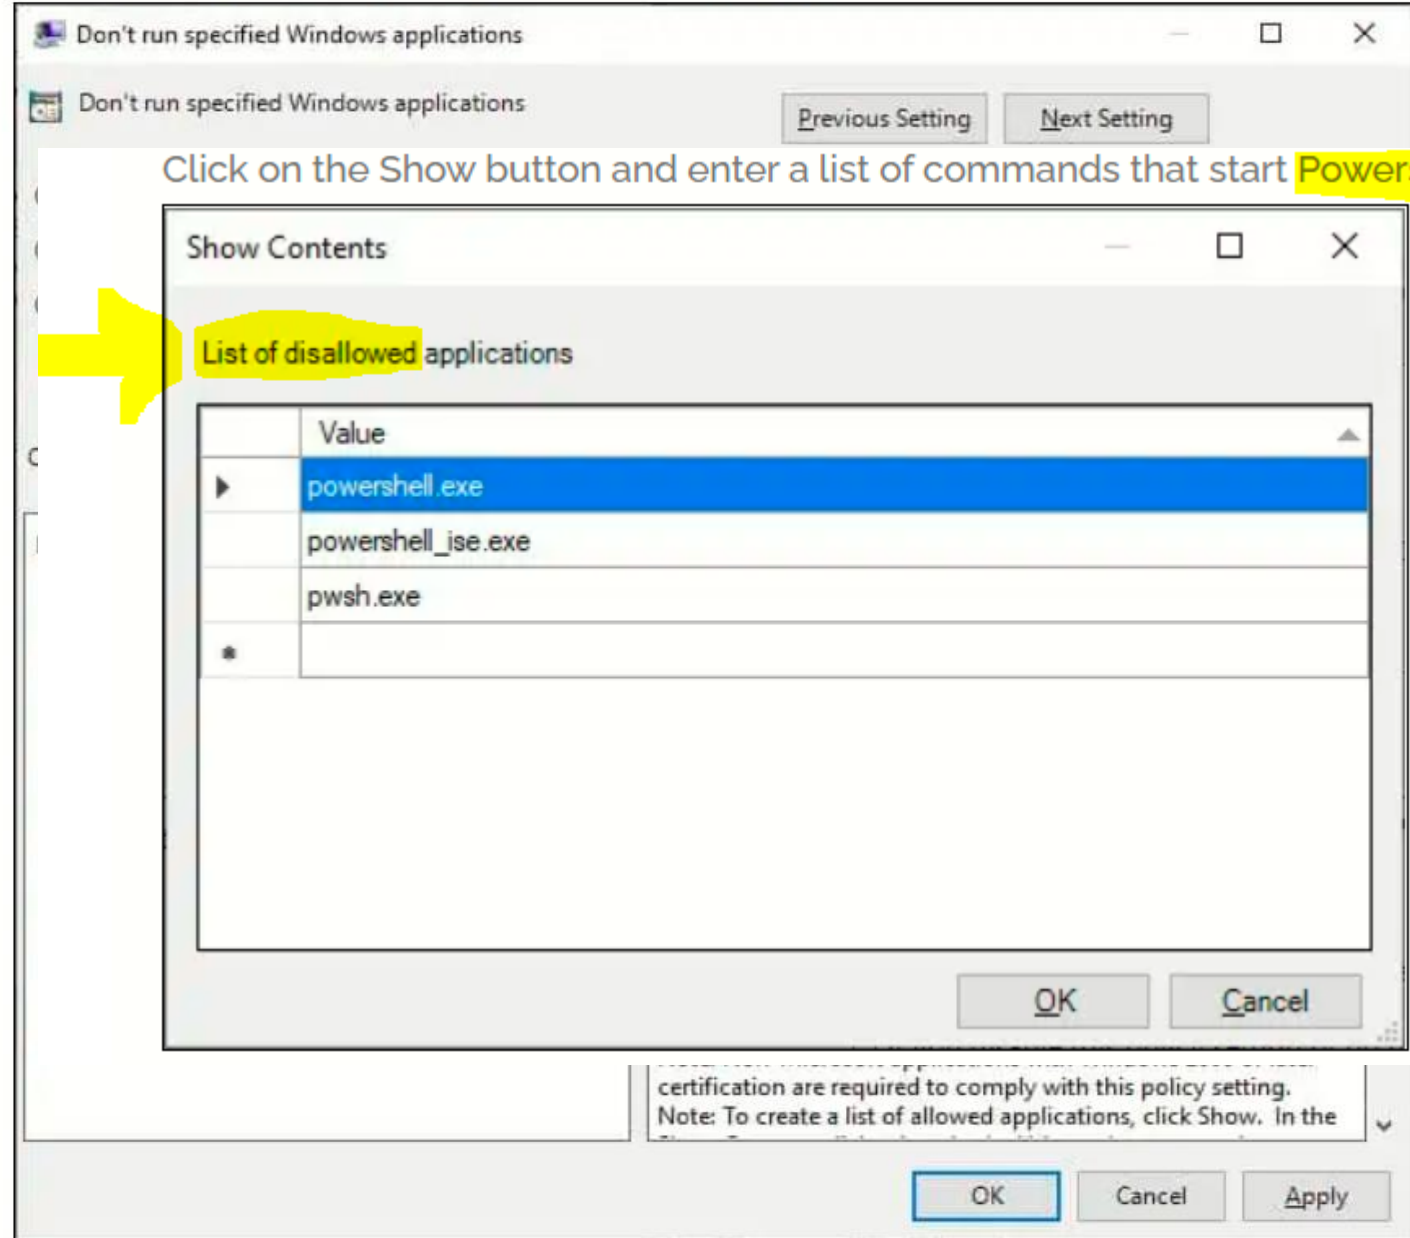 Don't run specified Windows applications
Don't run specified Windows applications
Previous Setting
Next Setting
Click on the Show button and enter a list of commands that start Power
Show Contents
List of disallowed applications
Value
powershell.exe
powershell_ise.exe
pwsh.exe
OK
Cancel
certification are required to comply with this policy setting.
Note: To create a list of allowed applications, click Show. In the
OK
Cancel
Apply